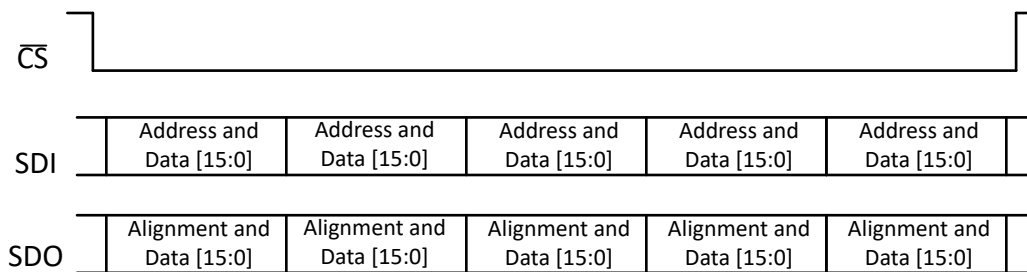 C̅S̅
SDI
Address and Address and Address and Address and Address and
Data [15:0] Data [15:0] Data [15:0] Data [15:0] Data [15:0]
SDO
Alignment and Alignment and Alignment and Alignment and Alignment and
Data [15:0] Data [15:0] Data [15:0] Data [15:0] Data [15:0]